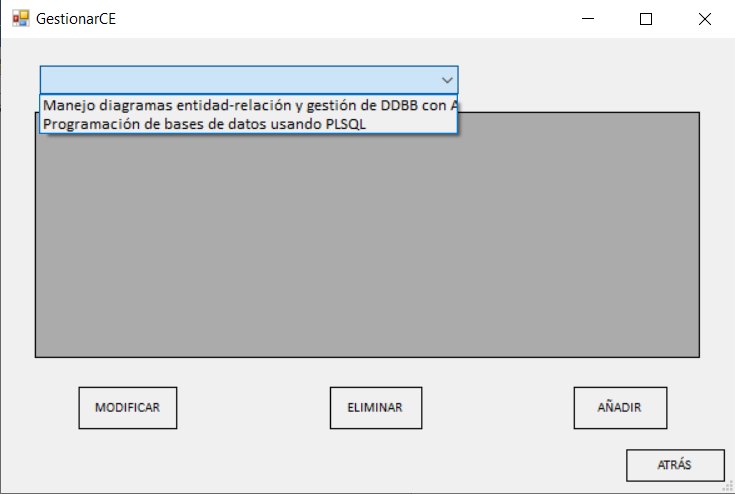 GestionarCE
Manejo diagramas entidad-relación y gestión de DDBB con A
Programación de bases de datos usando PLSQL
MODIFICAR
ELIMINAR
AÑADIR
ATRÁS